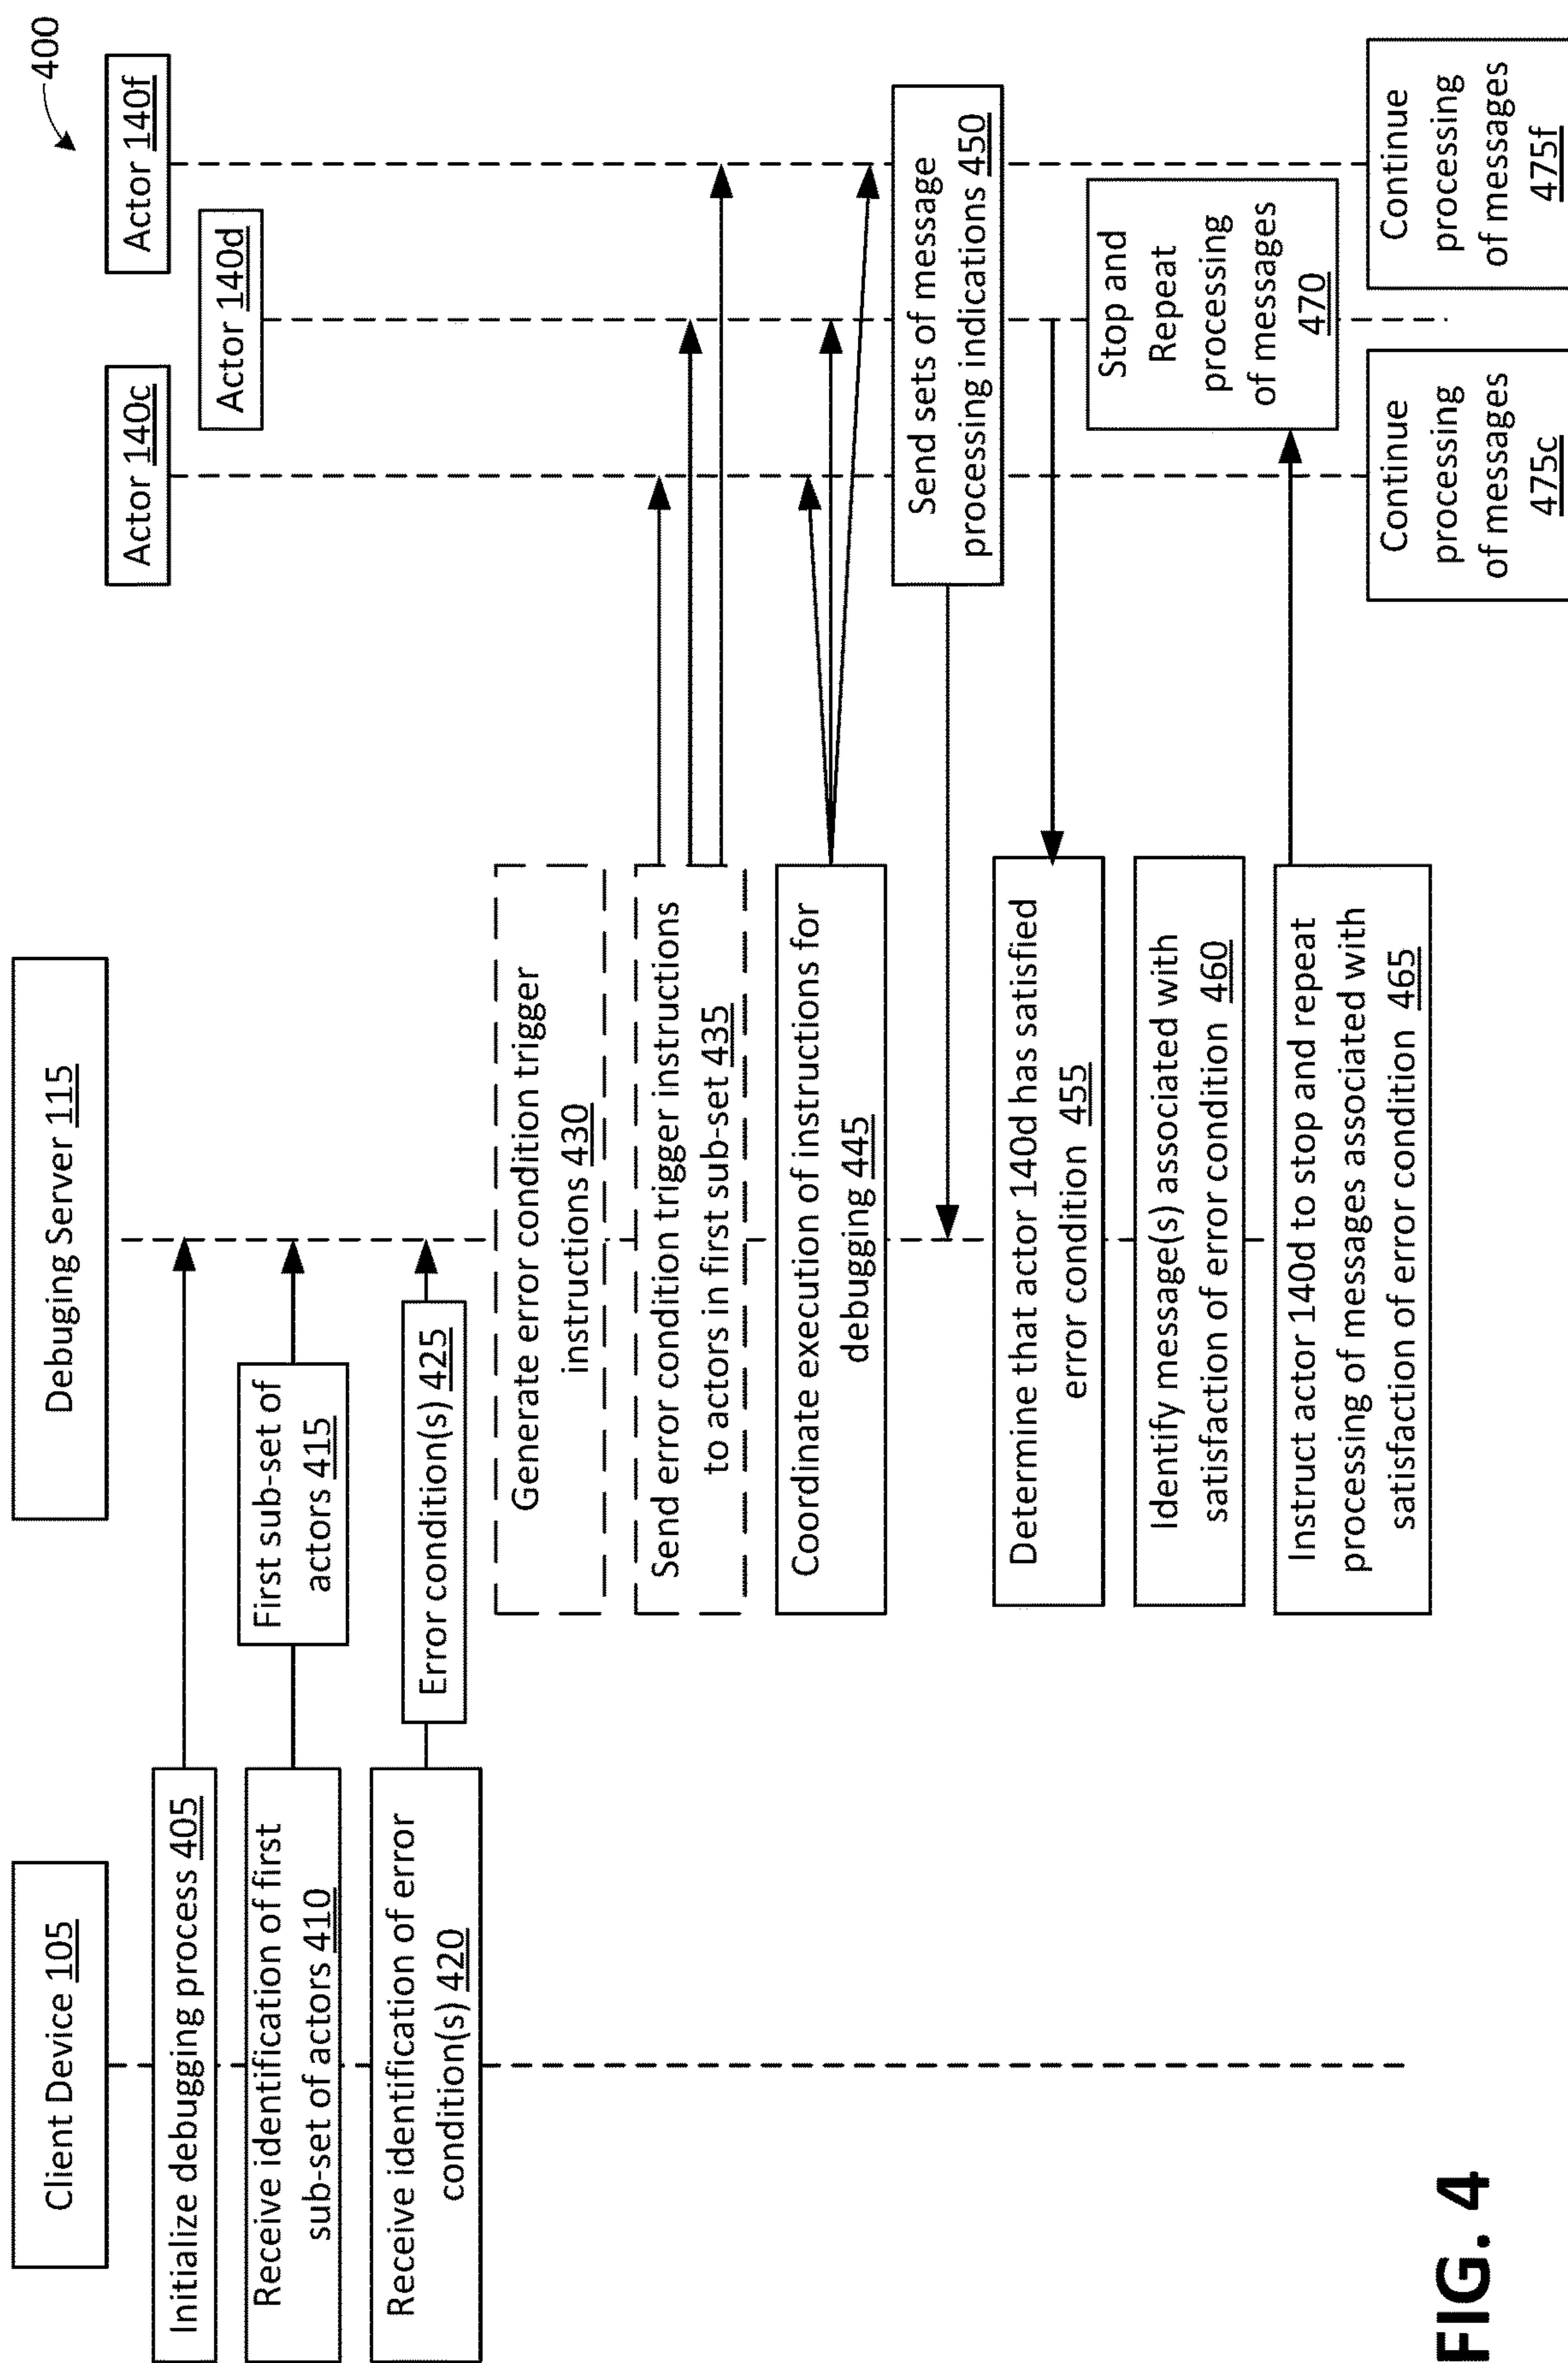 400
Client Device 105
Debuging Server 115
Actor 140c
Actor 140f
Actor 140d
Initialize debugging process 405
Receive identification of first
sub-set of actors 410
First sub-set of
actors 415
Receive identification of error
condition(s) 420
Error condition(s) 425
Generate error condition trigger
instructions 430
Send error condition trigger instructions
to actors in first sub-set 435
Coordinate execution of instructions for
debugging 445
Send sets of message
processing indications 450
Determine that actor 140d has satisfied
error condition 455
Identify message(s) associated with
satisfaction of error condition 460
Instruct actor 140d to stop and repeat
processing of messages associated with
satisfaction of error condition 465
Stop and
Repeat
processing
of messages
470
Continue
processing
of messages
475c
Continue
processing
of messages
475f
FIG. 4